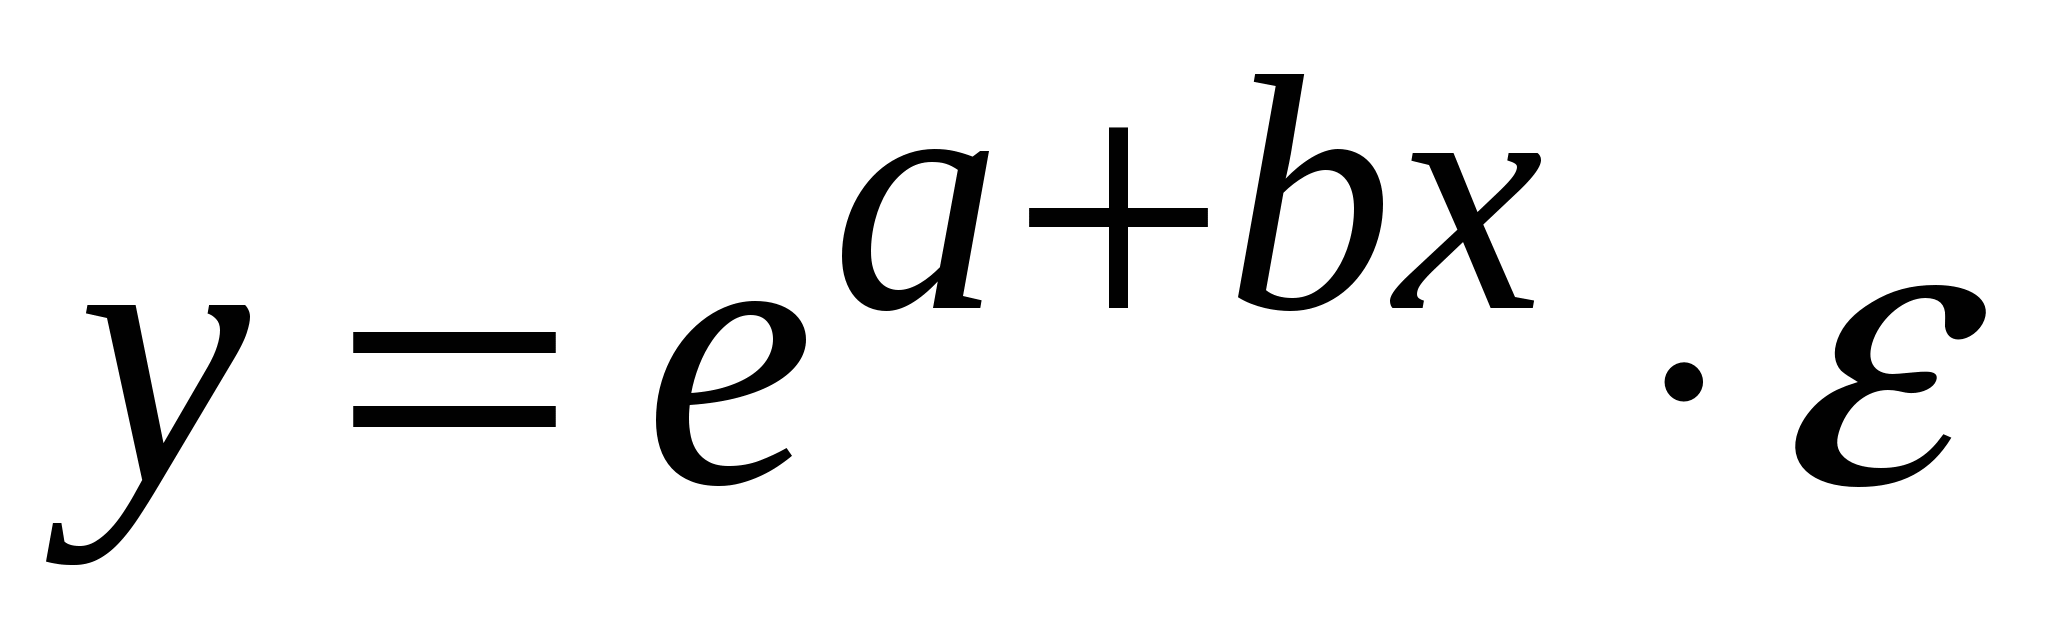 y = e^{a+bx} · ε